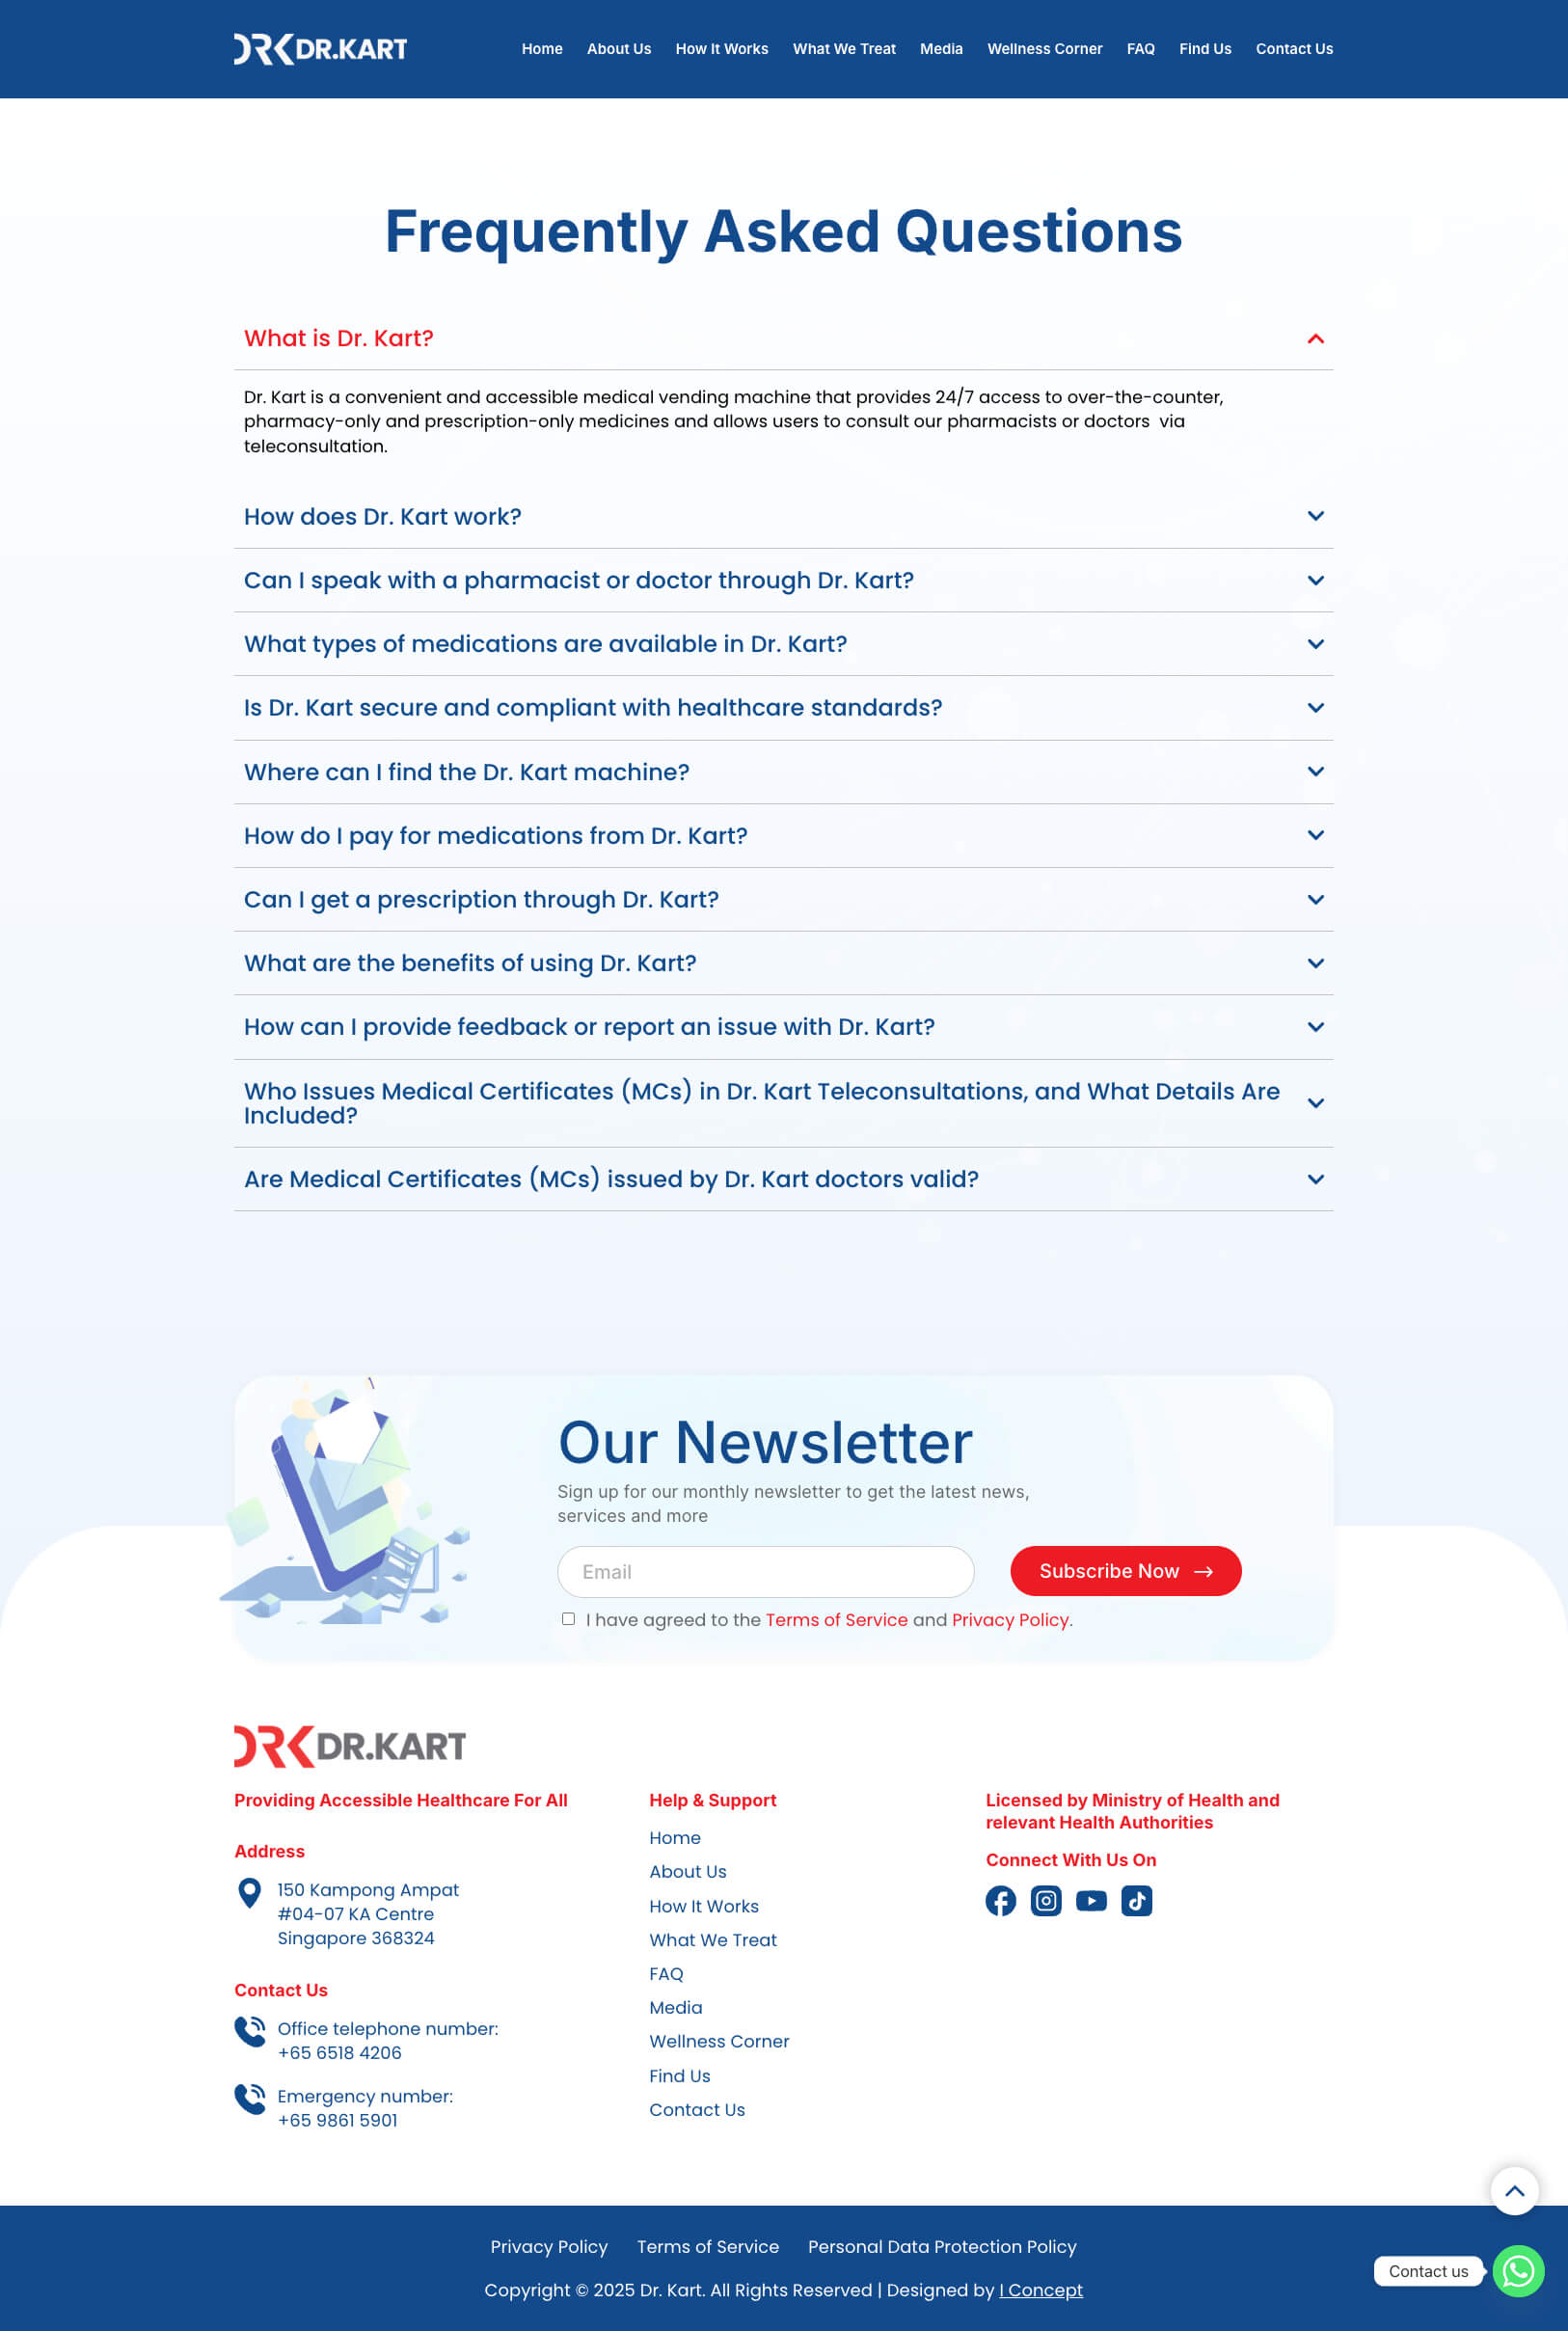 DRK DR.KART
Home About Us How It Works What We Treat Media Wellness Corner FAQ Find Us Contact Us
Frequently Asked Questions
What is Dr. Kart?
Dr. Kart is a convenient and accessible medical vending machine that provides 24/7 access to over-the-counter,
pharmacy-only and prescription-only medicines and allows users to consult our pharmacists or doctors  via
teleconsultation.
How does Dr. Kart work?
Can I speak with a pharmacist or doctor through Dr. Kart?
What types of medications are available in Dr. Kart?
Is Dr. Kart secure and compliant with healthcare standards?
Where can I find the Dr. Kart machine?
How do I pay for medications from Dr. Kart?
Can I get a prescription through Dr. Kart?
What are the benefits of using Dr. Kart?
How can I provide feedback or report an issue with Dr. Kart?
Who Issues Medical Certificates (MCs) in Dr. Kart Teleconsultations, and What Details Are
Included?
Are Medical Certificates (MCs) issued by Dr. Kart doctors valid?
Our Newsletter
Sign up for our monthly newsletter to get the latest news,
services and more
Email
Subscribe Now
I have agreed to the Terms of Service and Privacy Policy.
DRK DR.KART
Providing Accessible Healthcare For All
Address
150 Kampong Ampat
#04-07 KA Centre
Singapore 368324
Contact Us
Office telephone number:
+65 6518 4206
Emergency number:
+65 9861 5901
Help & Support
Home
About Us
How It Works
What We Treat
FAQ
Media
Wellness Corner
Find Us
Contact Us
Licensed by Ministry of Health and
relevant Health Authorities
Connect With Us On
Privacy Policy Terms of Service Personal Data Protection Policy
Copyright © 2025 Dr. Kart. All Rights Reserved | Designed by I Concept
Contact us